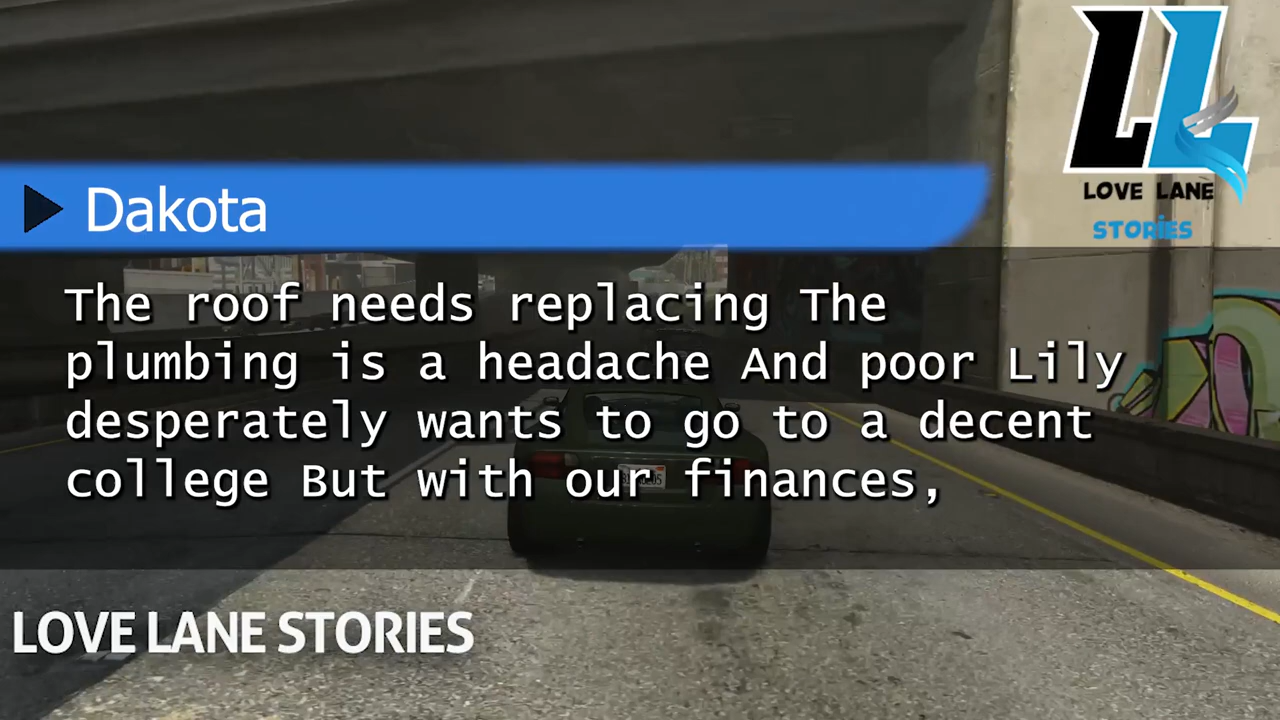 LL
LOVE LANE
STORIES
Dakota
The roof needs replacing The
plumbing is a headache And poor Lily
desperately wants to go to a decent
college But with our finances,
LOVE LANE STORIES